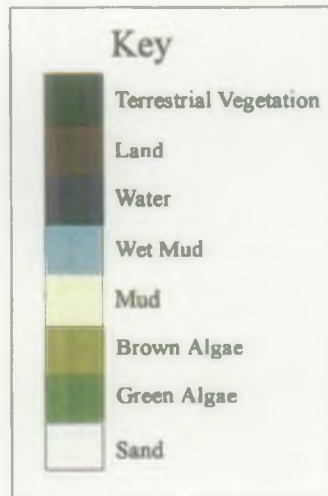 Key
Terrestrial Vegetation
Land
Water
Wet Mud
Mud
Brown Algae
Green Algae
Sand